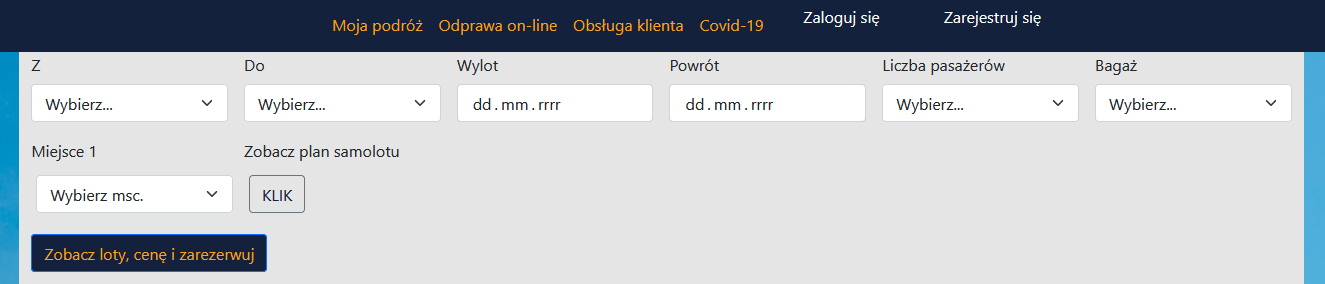 Moja podróż Odprawa on-line Obsługa klienta Covid-19 Zaloguj się Zarejestruj się
Z Do Wylot Powrót Liczba pasażerów Bagaż
Wybierz... Wybierz... dd.mm.rrrr dd.mm.rrrr Wybierz... Wybierz...
Miejsce 1 Zobacz plan samolotu
Wybierz msc. KLIK
Zobacz loty, cenę i zarezerwuj